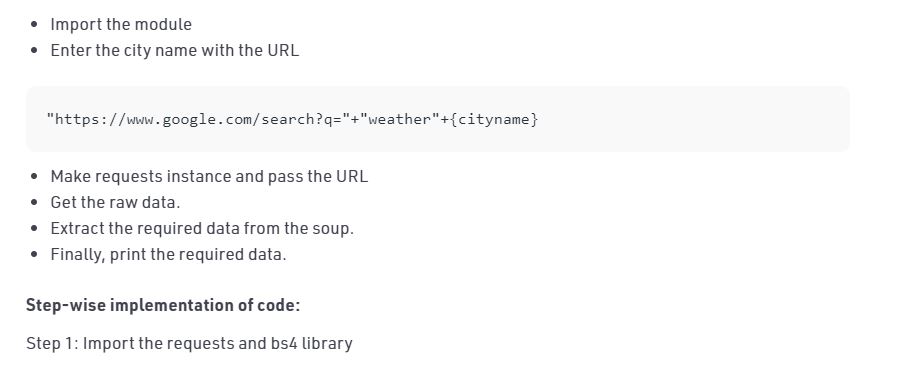 Import the module
Enter the city name with the URL
"https://www.google.com/search?q="+"weather"+{cityname}
Make requests instance and pass the URL
Get the raw data.
Extract the required data from the soup.
Finally, print the required data.
Step-wise implementation of code:
Step 1: Import the requests and bs4 library